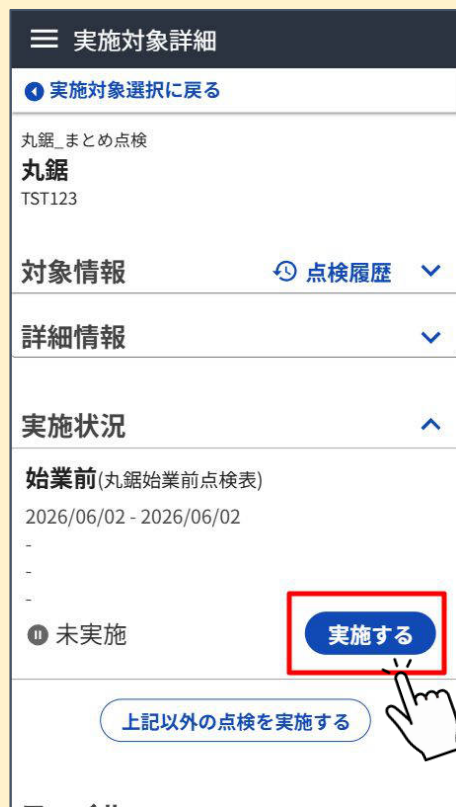 実施対象詳細
実施対象選択に戻る
丸鋸_まとめ点検
丸鋸
TST123
対象情報 点検履歴
詳細情報
実施状況
始業前(丸鋸始業前点検表)
2026/06/02 - 2026/06/02
-
-
-
未実施 実施する
上記以外の点検を実施する